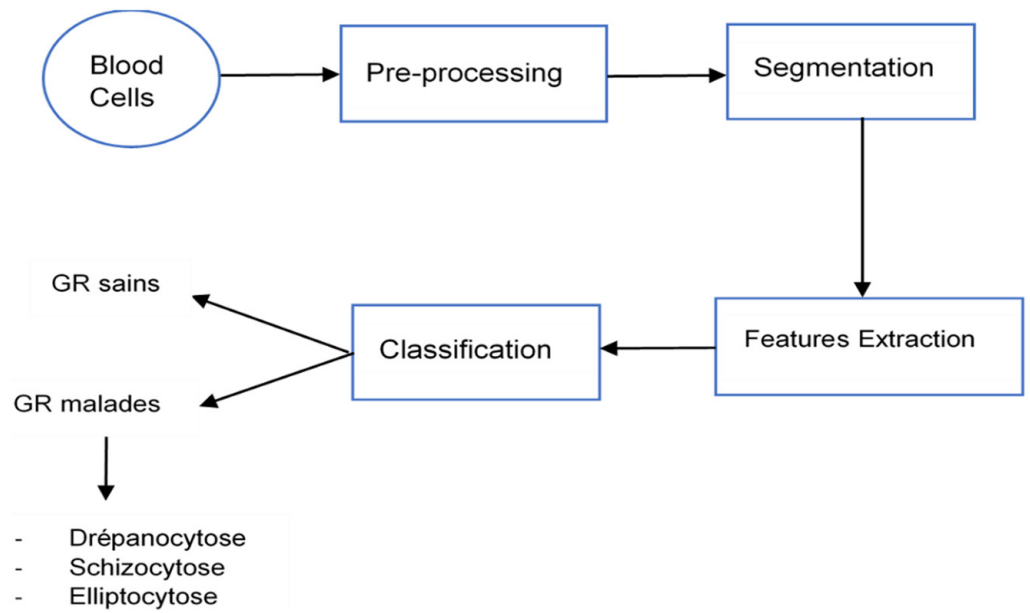 Blood
Cells
Pre-processing
Segmentation
Features Extraction
Classification
GR sains
GR malades
- Drépanocytose
- Schizocytose
- Elliptocytose